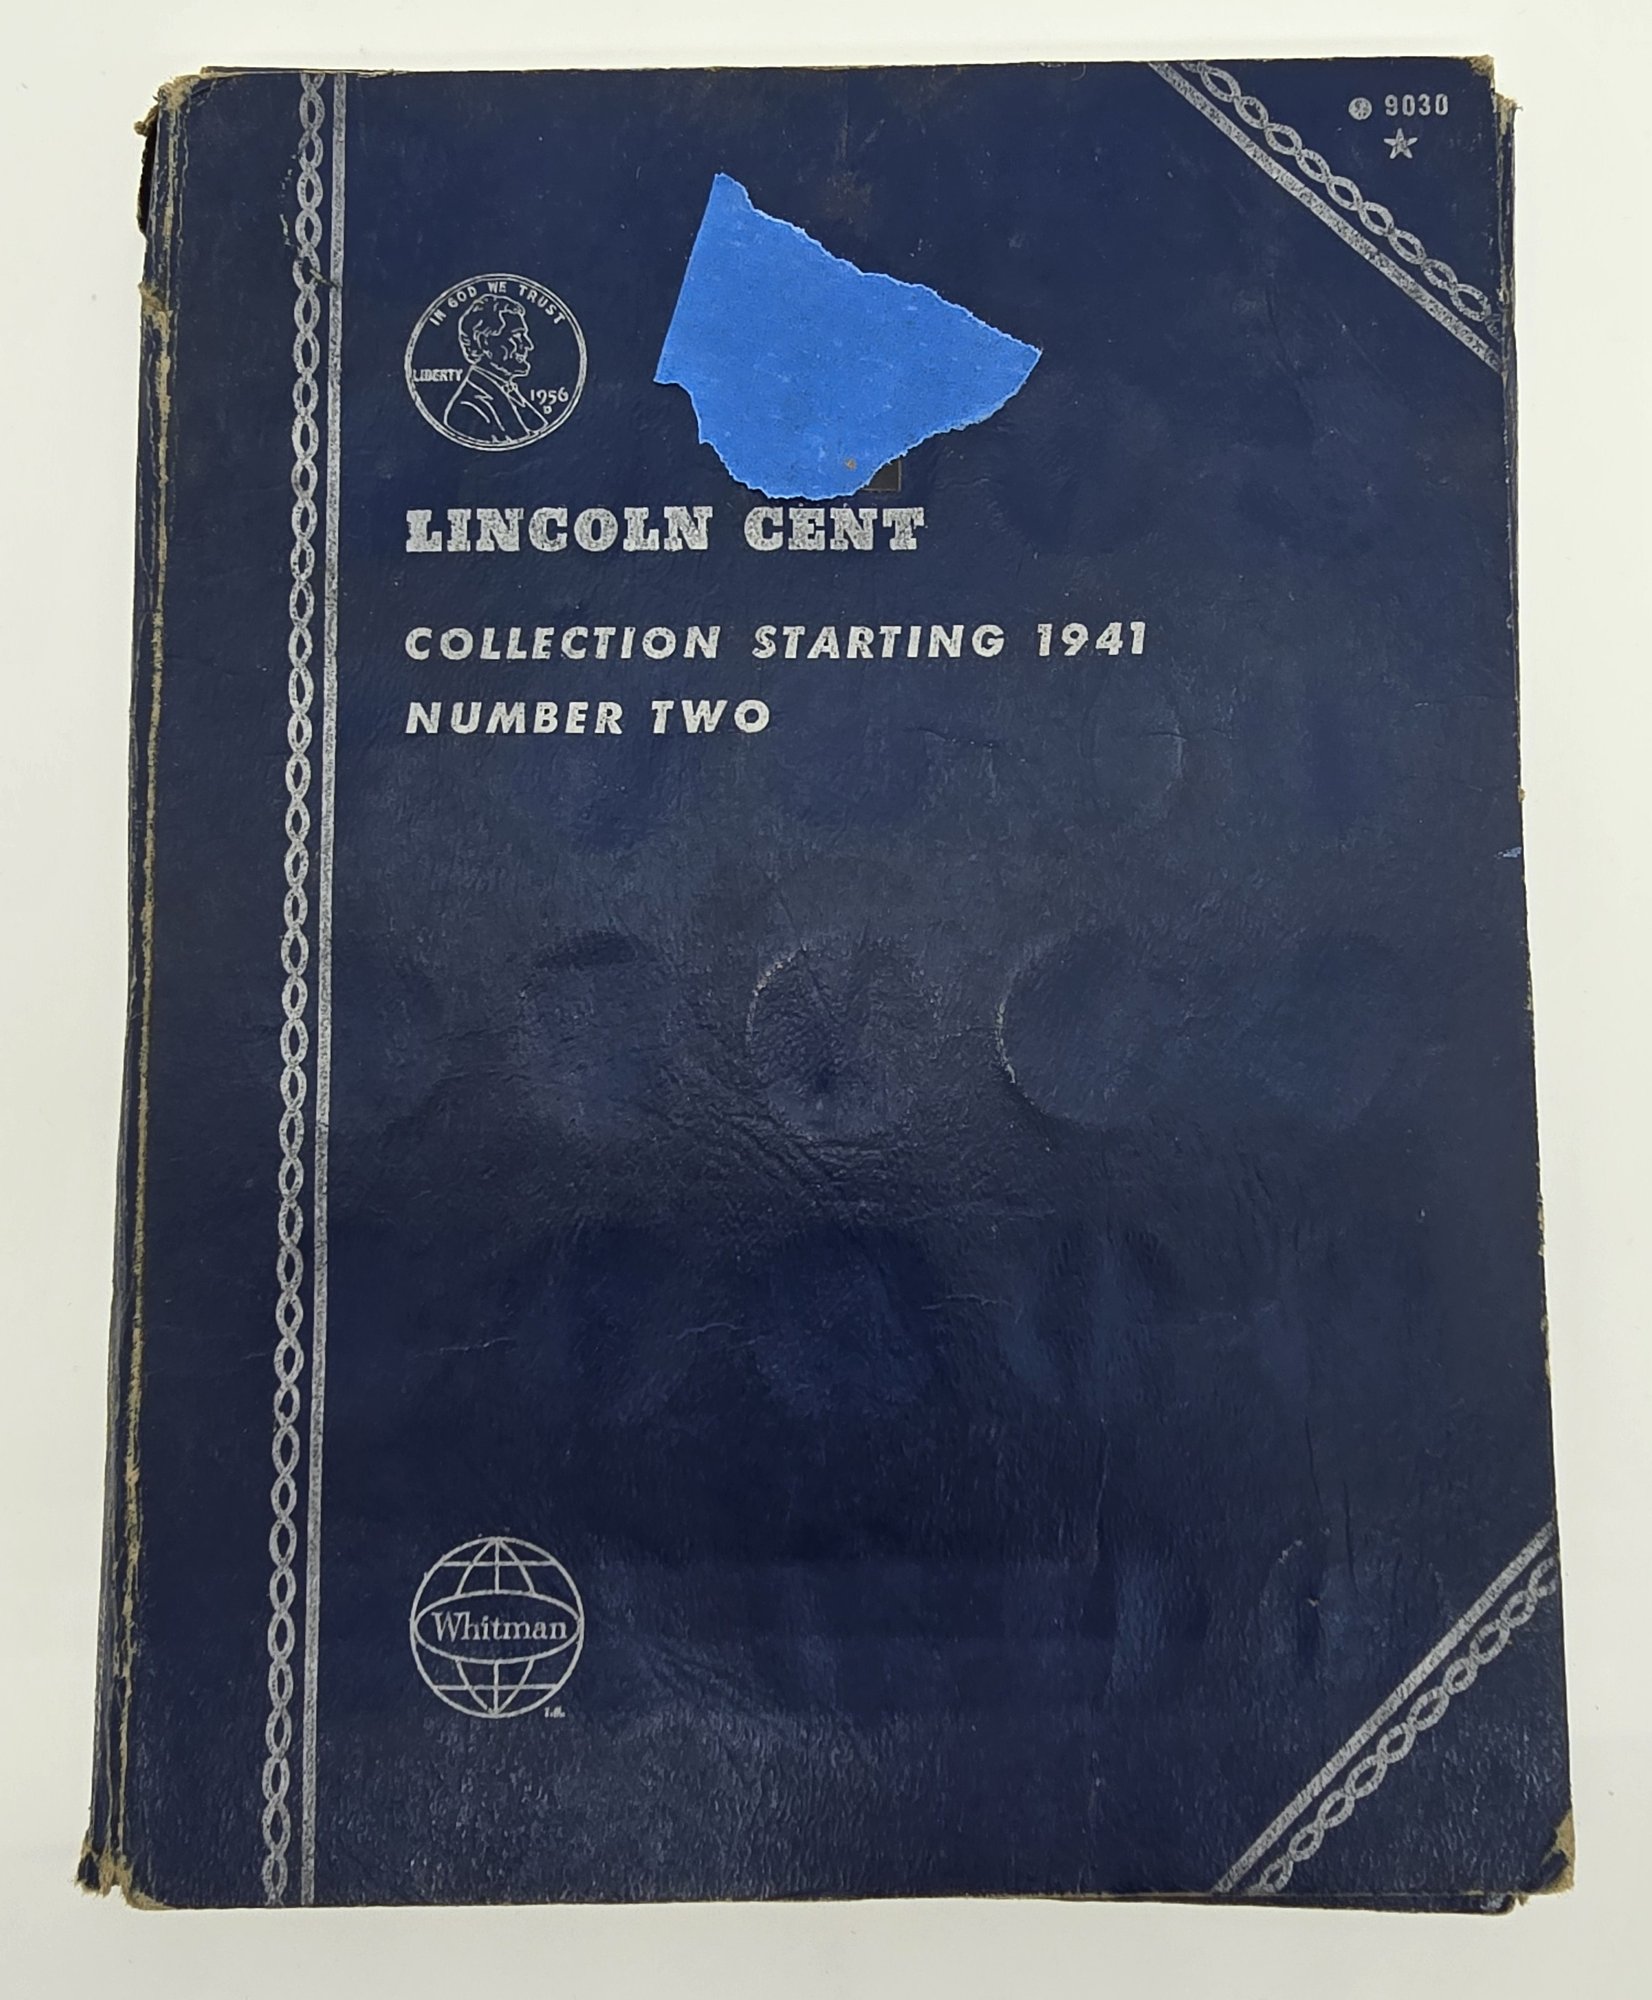 9030
IN GOD WE TRUST
LIBERTY
1956
D
LINCOLN CENT
COLLECTION STARTING 1941
NUMBER TWO
Whitman